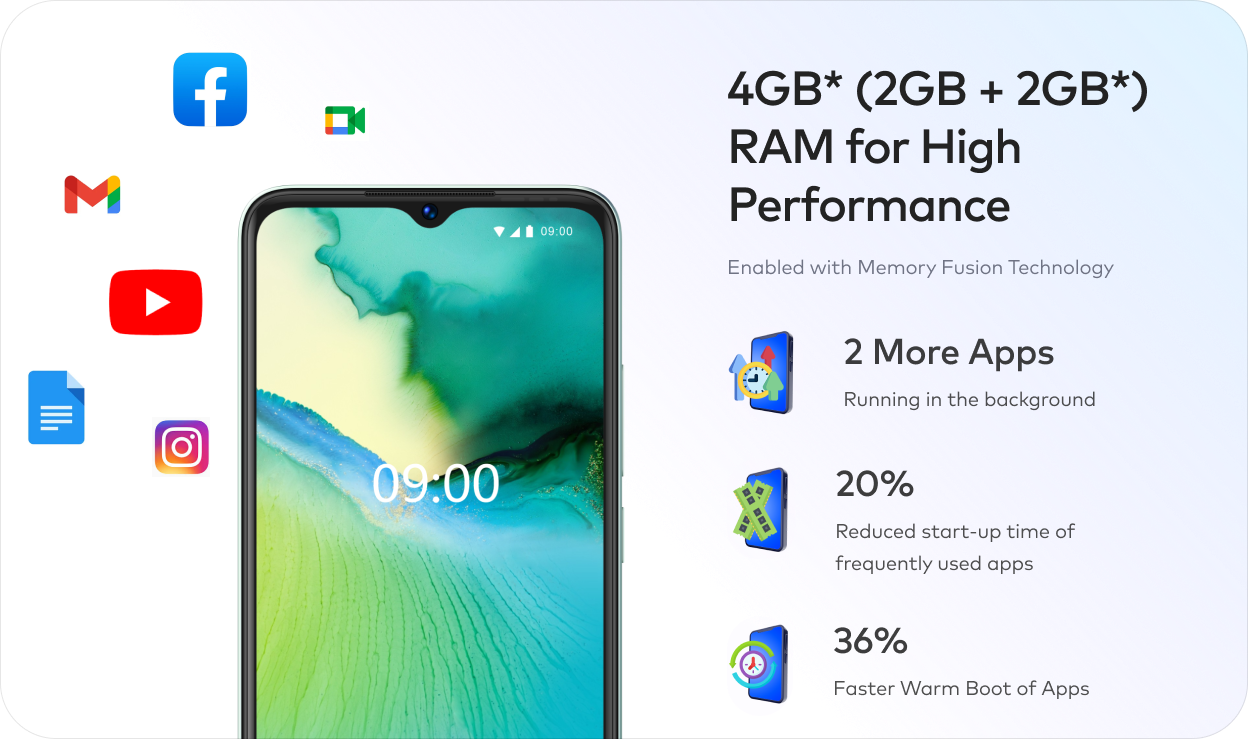 4GB* (2GB + 2GB*)
RAM for High
Performance
Enabled with Memory Fusion Technology
09:00
2 More Apps
Running in the background
09:00
20%
Reduced start-up time of
frequently used apps
36%
Faster Warm Boot of Apps